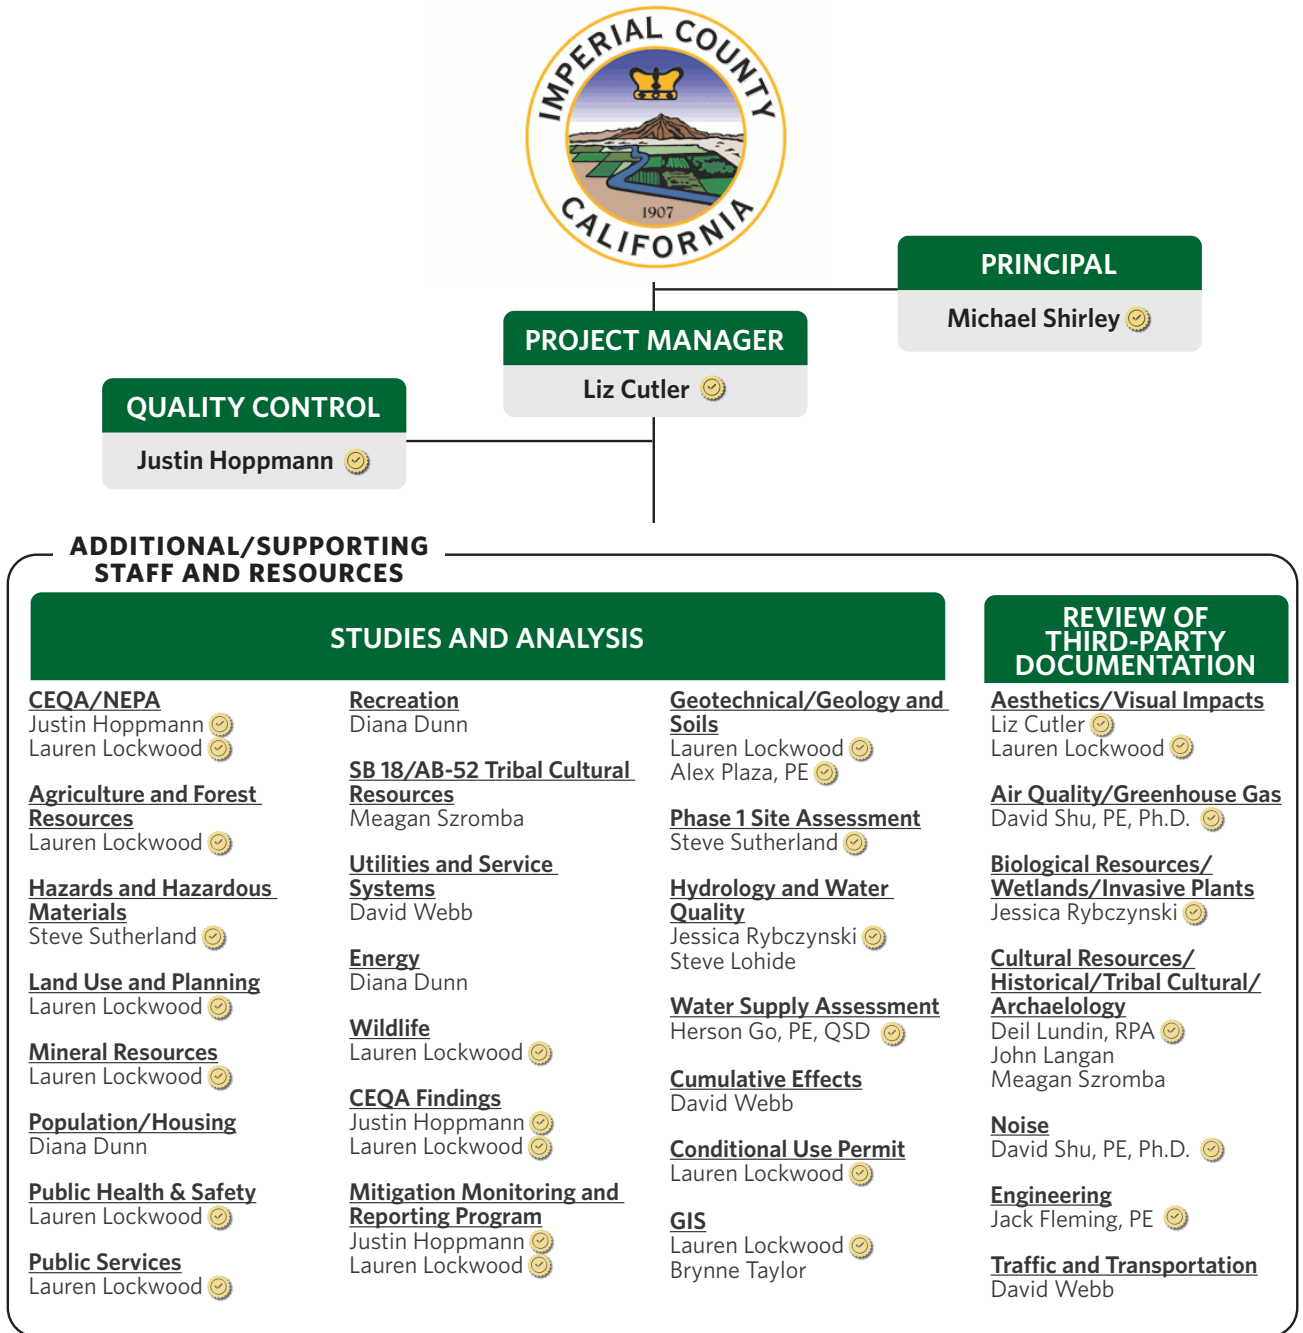 IMPERIAL COUNTY
1907
CALIFORNIA
PRINCIPAL
Michael Shirley
PROJECT MANAGER
Liz Cutler
QUALITY CONTROL
Justin Hoppmann
ADDITIONAL/SUPPORTING
STAFF AND RESOURCES
STUDIES AND ANALYSIS
CEQA/NEPA
Justin Hoppmann
Lauren Lockwood
Agriculture and Forest
Resources
Lauren Lockwood
Hazards and Hazardous
Materials
Steve Sutherland
Land Use and Planning
Lauren Lockwood
Mineral Resources
Lauren Lockwood
Population/Housing
Diana Dunn
Public Health & Safety
Lauren Lockwood
Public Services
Lauren Lockwood
Recreation
Diana Dunn
SB 18/AB-52 Tribal Cultural
Resources
Meagan Szromba
Utilities and Service
Systems
David Webb
Energy
Diana Dunn
Wildlife
Lauren Lockwood
CEQA Findings
Justin Hoppmann
Lauren Lockwood
Mitigation Monitoring and
Reporting Program
Justin Hoppmann
Lauren Lockwood
Geotechnical/Geology and
Soils
Lauren Lockwood
Alex Plaza, PE
Phase 1 Site Assessment
Steve Sutherland
Hydrology and Water
Quality
Jessica Rybczynski
Steve Lohide
Water Supply Assessment
Herson Go, PE, QSD
Cumulative Effects
David Webb
Conditional Use Permit
Lauren Lockwood
GIS
Lauren Lockwood
Brynne Taylor
REVIEW OF
THIRD-PARTY
DOCUMENTATION
Aesthetics/Visual Impacts
Liz Cutler
Lauren Lockwood
Air Quality/Greenhouse Gas
David Shu, PE, Ph.D.
Biological Resources/
Wetlands/Invasive Plants
Jessica Rybczynski
Cultural Resources/
Historical/Tribal Cultural/
Archaelology
Deil Lundin, RPA
John Langan
Meagan Szromba
Noise
David Shu, PE, Ph.D.
Engineering
Jack Fleming, PE
Traffic and Transportation
David Webb